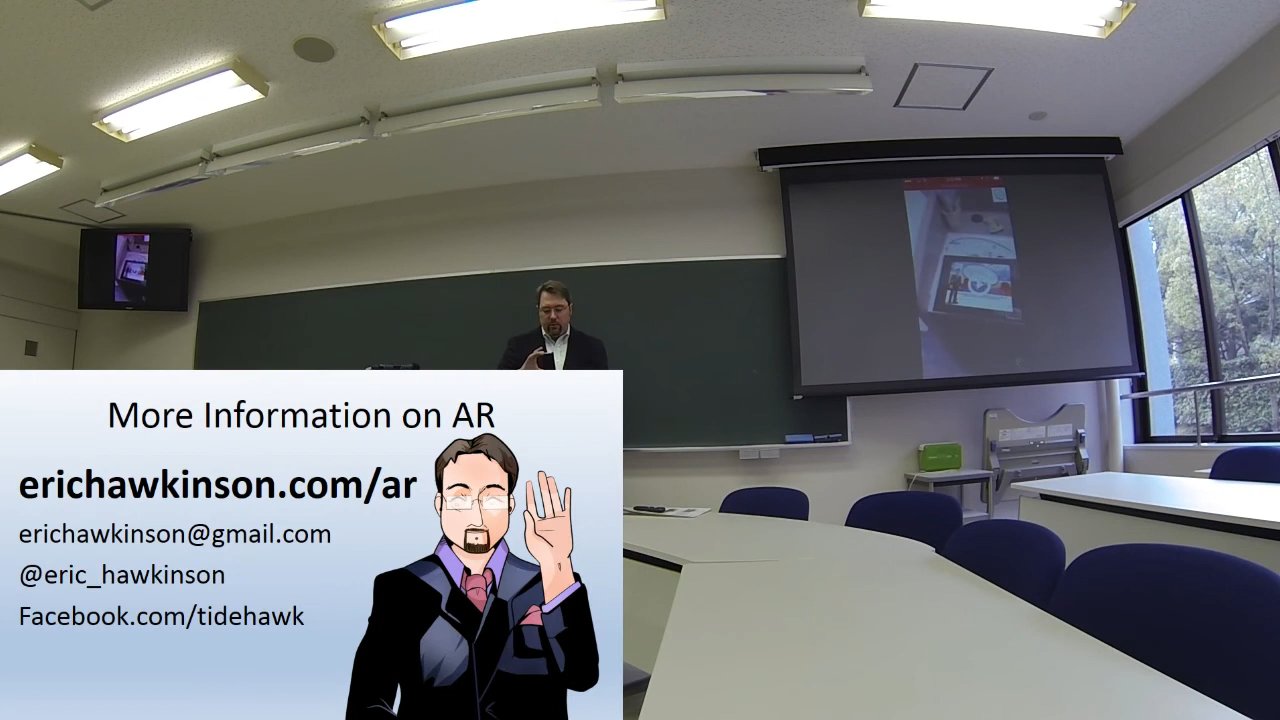 More Information on AR
erichawkinson.com/ar
erichawkinson@gmail.com
@eric_hawkinson
Facebook.com/tidehawk